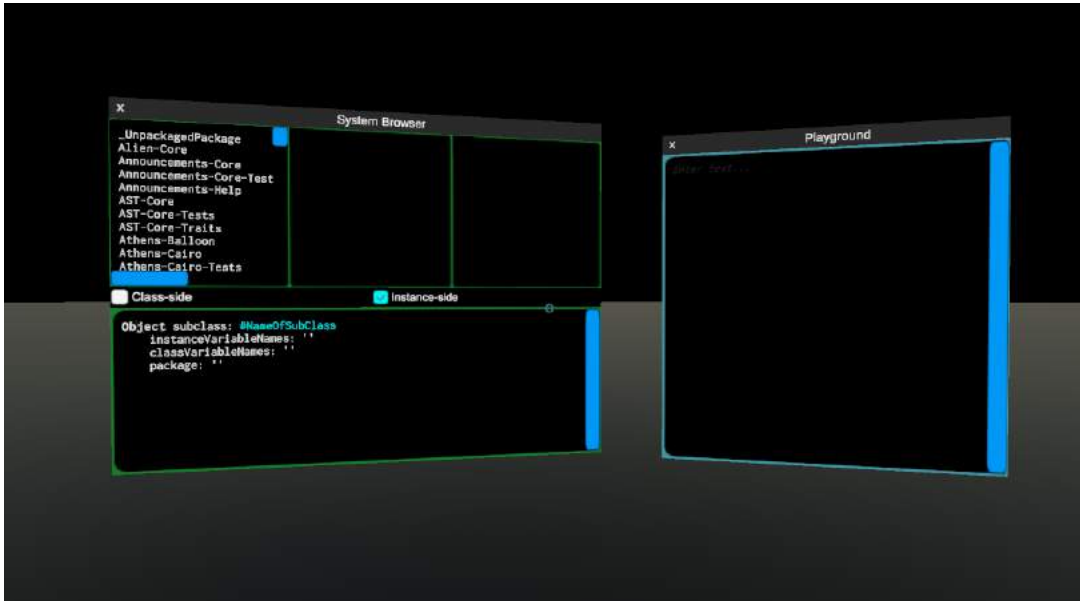 x
System Browser
_UnpackagedPackage
Alien-Core
Announcements-Core
Announcements-Core-Test
Announcements-Help
AST-Core
AST-Core-Tests
AST-Core-Traits
Athens-Balloon
Athens-Cairo
Athens-Cairo-Tests
Class-side
Instance-side
Object subclass: #NameOfSubClass
instanceVariableNames: ''
classVariableNames: ''
package: ''
x
Playground
Enter text...